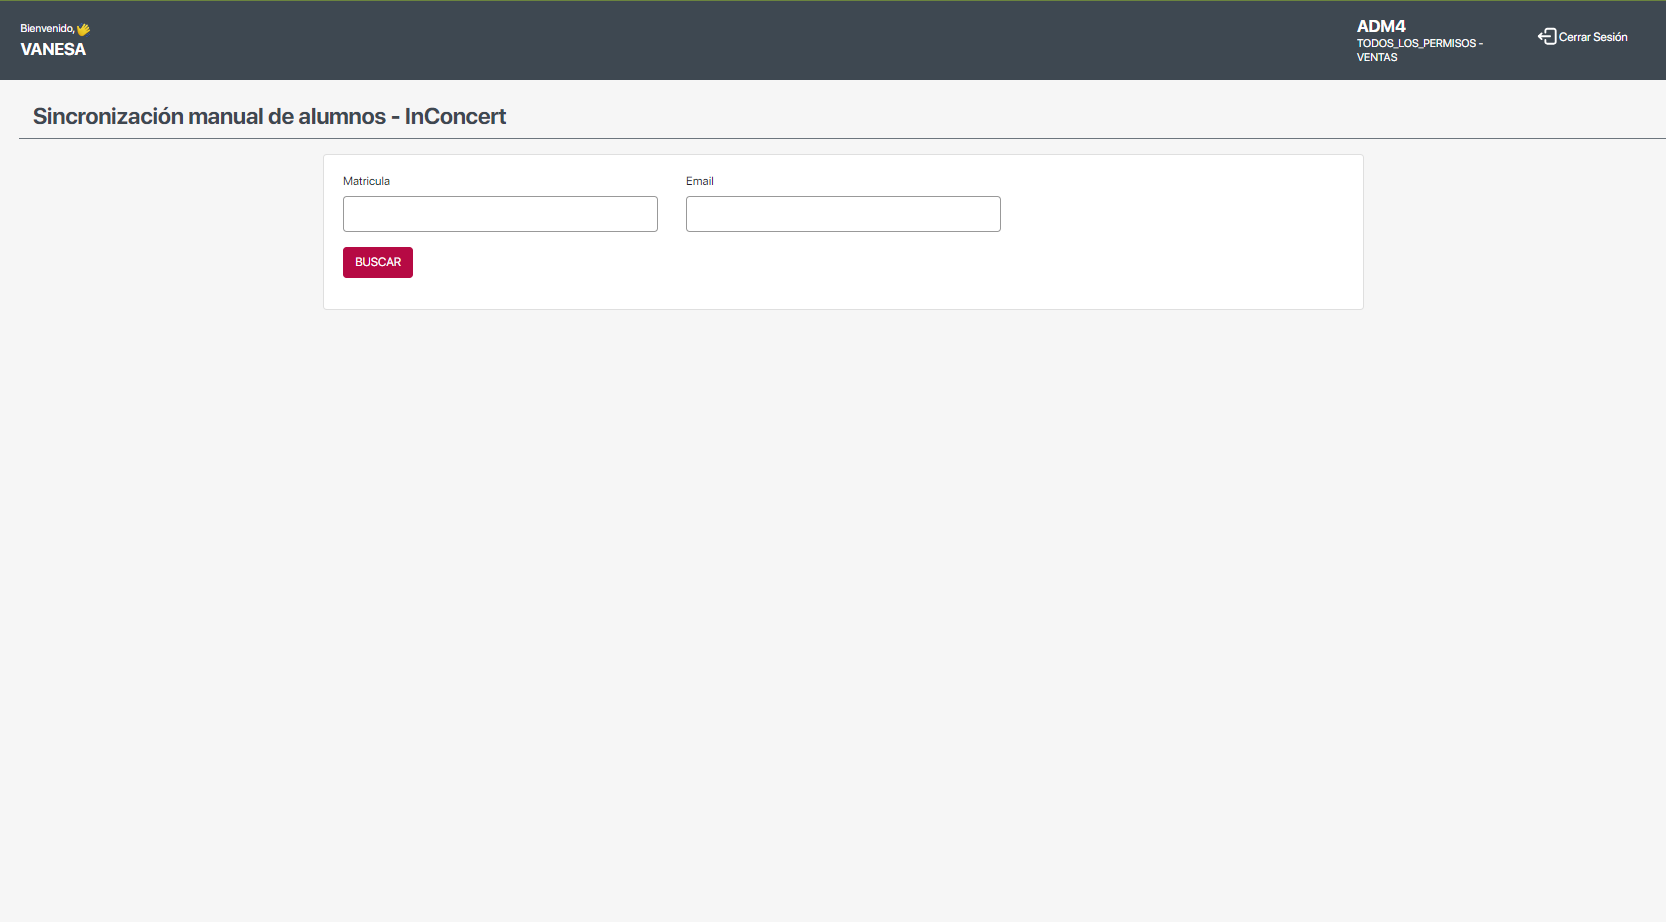 Bienvenido,
VANESA
ADM4
TODOS_LOS_PERMISOS -
VENTAS
Cerrar Sesión
Sincronización manual de alumnos - InConcert
Matricula
Email
BUSCAR